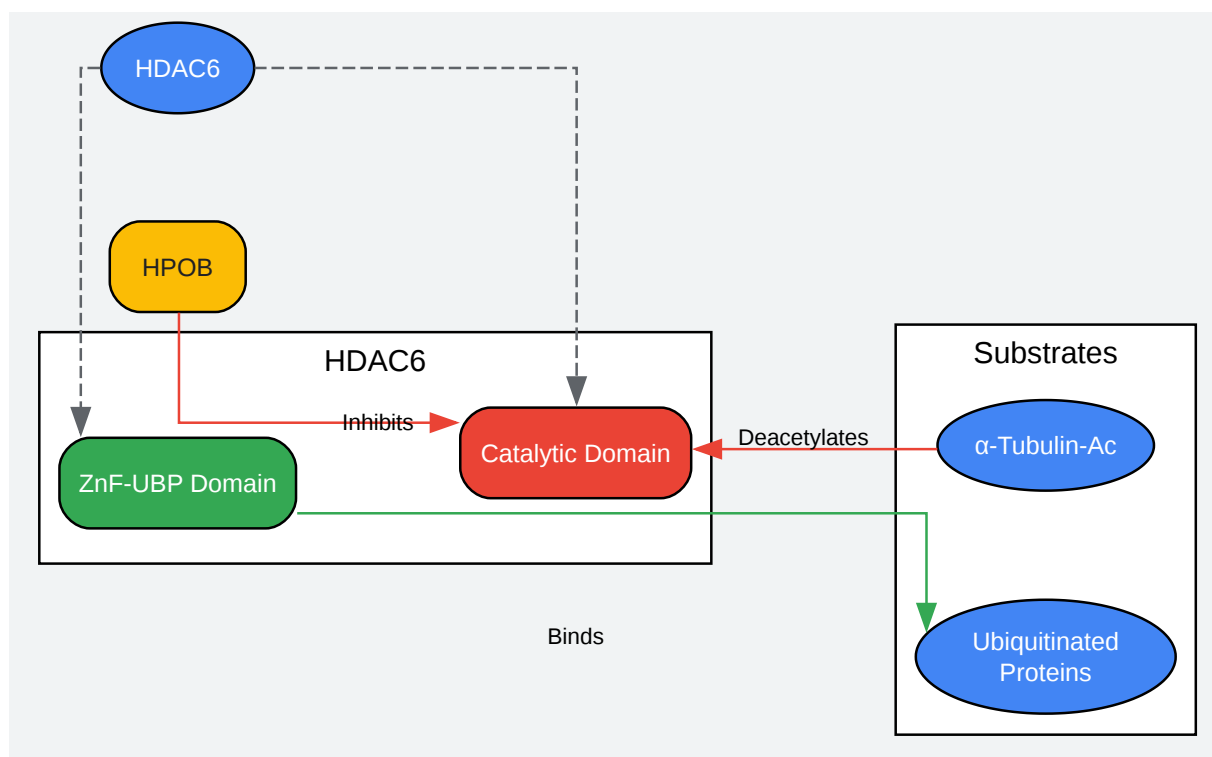 HDAC6
HPOB
HDAC6
Inhibits
Catalytic Domain
ZnF-UBP Domain
Deacetylates
Substrates
α-Tubulin-Ac
Binds
Ubiquitinated
Proteins